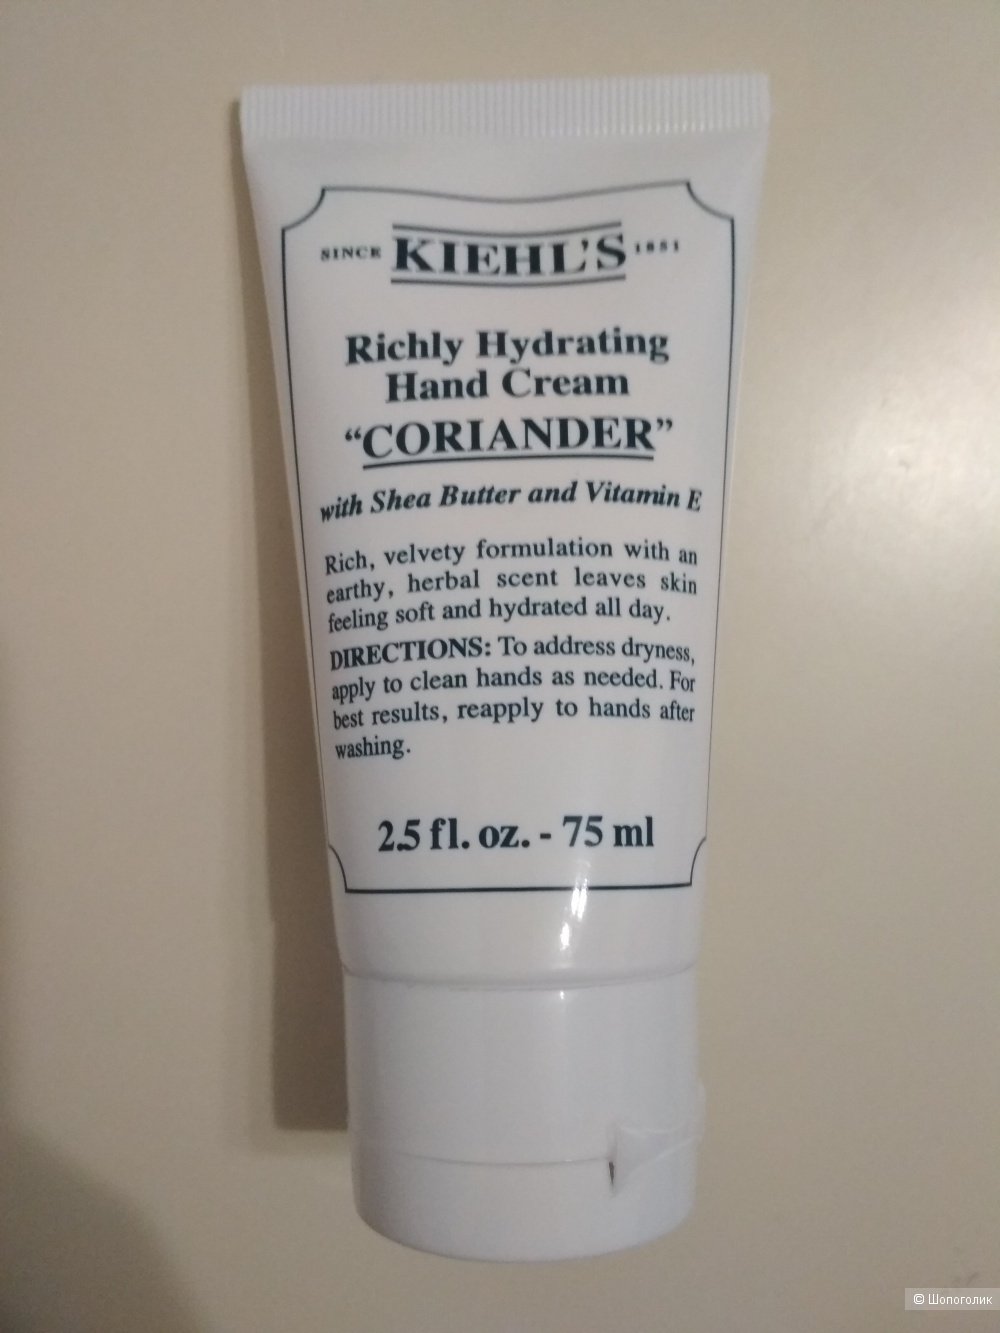 SINCE KIEHL'S 1851
Richly Hydrating
Hand Cream
“CORIANDER”
with Shea Butter and Vitamin E
Rich, velvety formulation with an
earthy, herbal scent leaves skin
feeling soft and hydrated all day.
DIRECTIONS: To address dryness,
apply to clean hands as needed. For
best results, reapply to hands after
washing.
2.5 fl. oz. - 75 ml
© Шопоголик